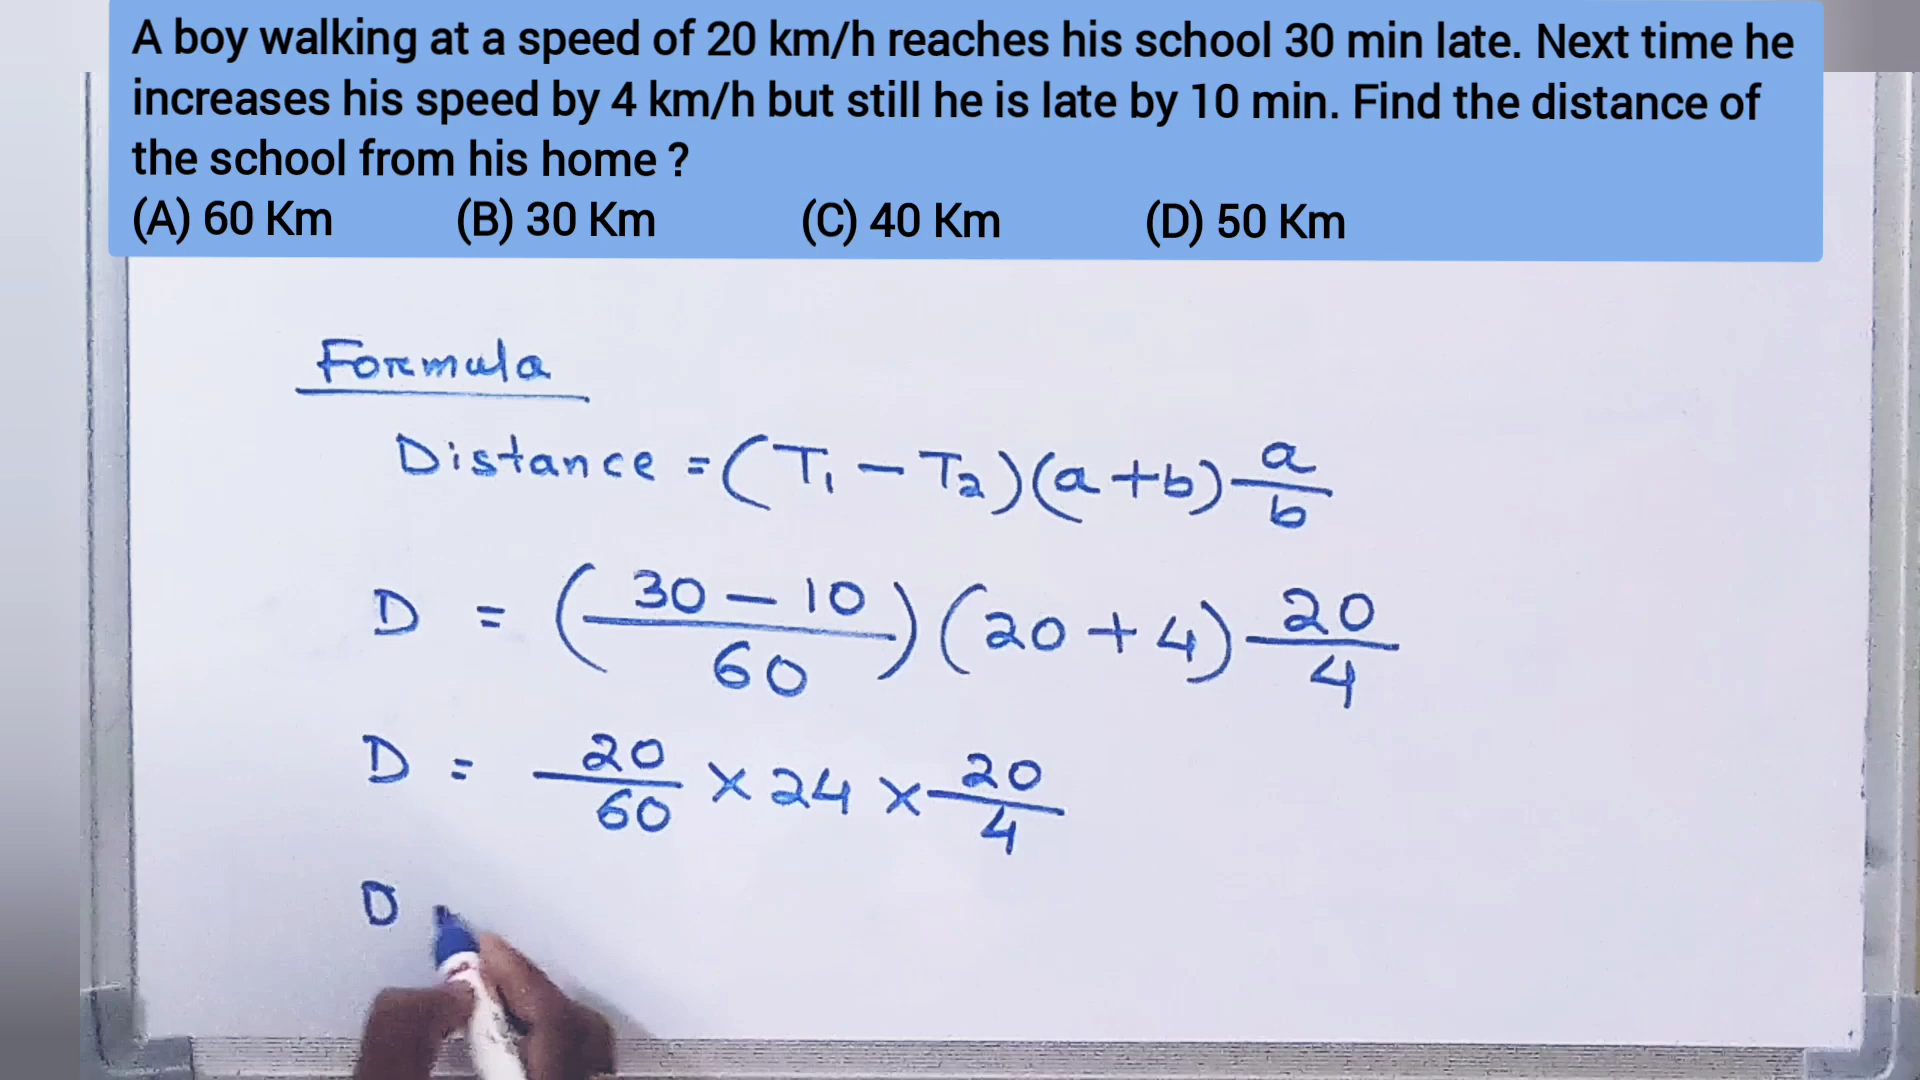 A boy walking at a speed of 20 km/h reaches his school 30 min late. Next time he
increases his speed by 4 km/h but still he is late by 10 min. Find the distance of
the school from his home ?
(A) 60 Km (B) 30 Km (C) 40 Km (D) 50 Km
Formula
Distance = (T₁ - T₂)(a+b) a/b
D = ((30 - 10)/60)(20 + 4) 20/4
D = 20/60 × 24 × 20/4
D